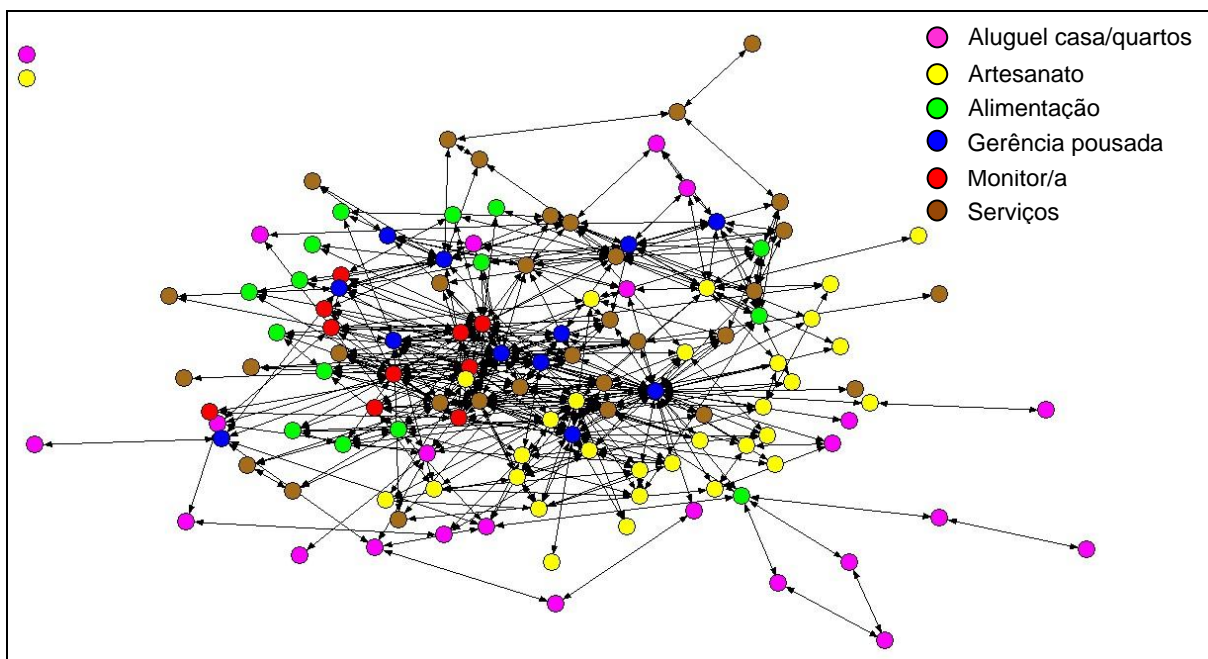 Aluguel casa/quartos
Artesanato
Alimentação
Gerência pousada
Monitor/a
Serviços